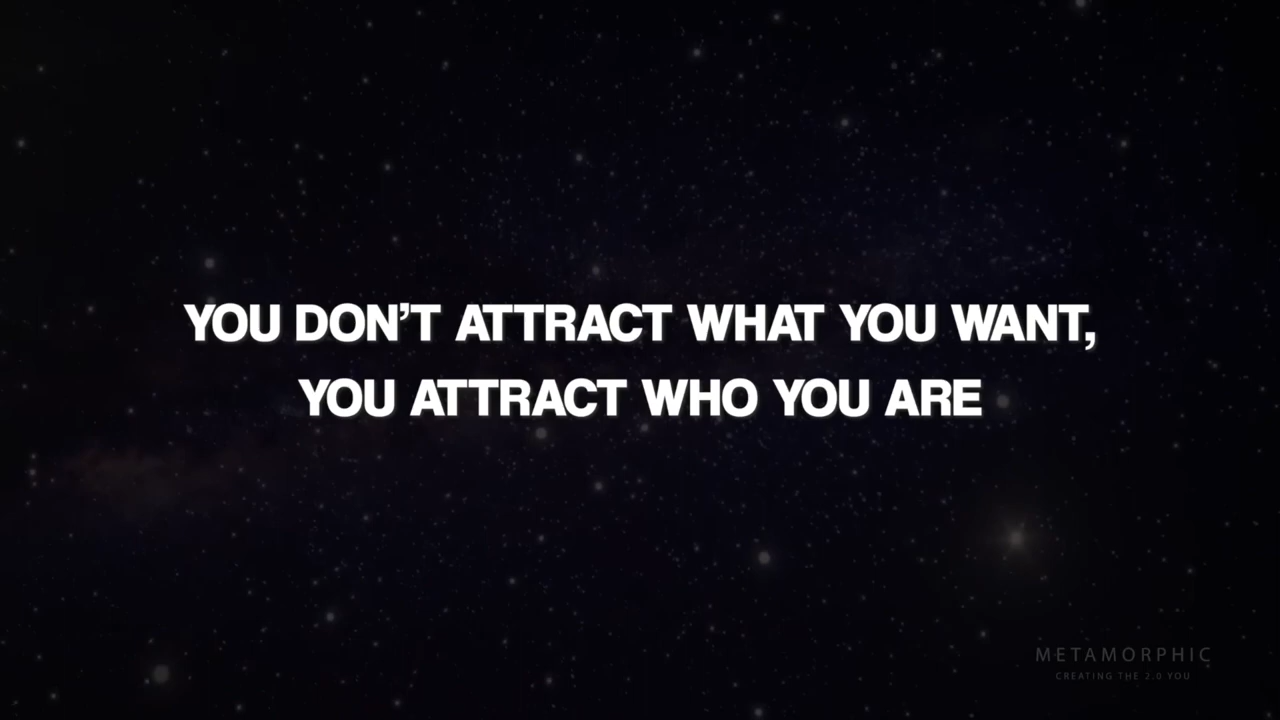 YOU DON’T ATTRACT WHAT YOU WANT,
YOU ATTRACT WHO YOU ARE
METAMORPHIC
CREATING THE 2.0 YOU